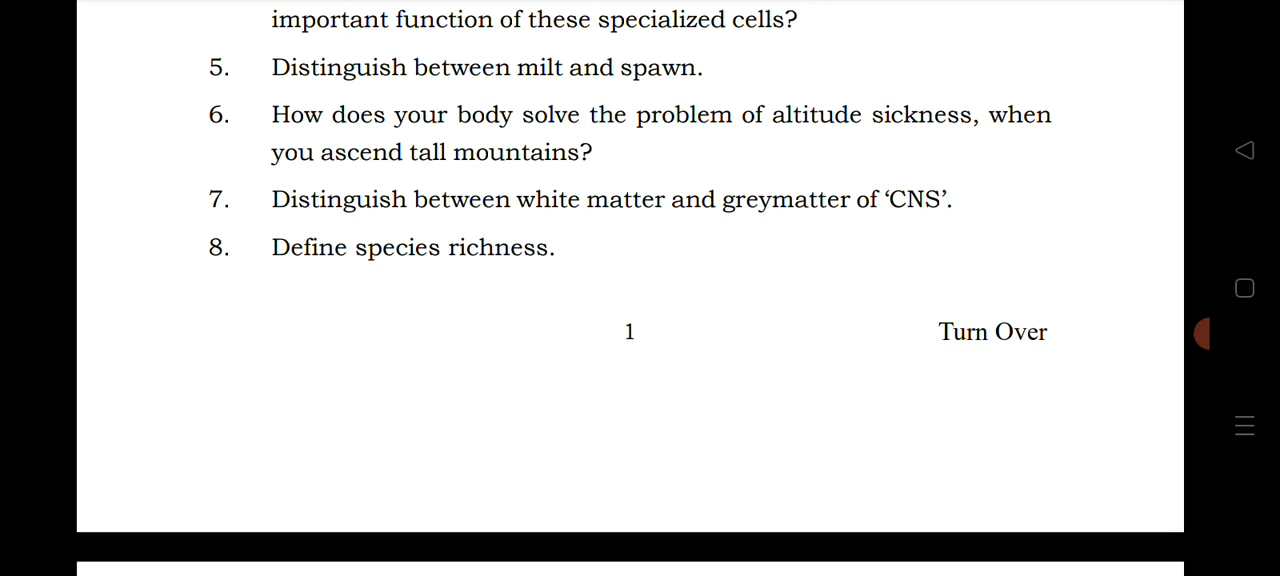 important function of these specialized cells?
5. Distinguish between milt and spawn.
6. How does your body solve the problem of altitude sickness, when
you ascend tall mountains?
7. Distinguish between white matter and greymatter of ‘CNS’.
8. Define species richness.
1 Turn Over